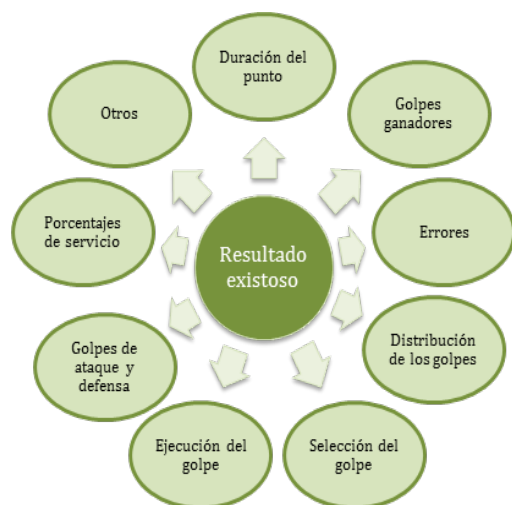 Duración del
punto
Golpes
ganadores
Errores
Distribución
de los golpes
Selección del
golpe
Ejecución del
golpe
Golpes de
ataque y
defensa
Porcentajes
de servicio
Otros
Resultado
existoso